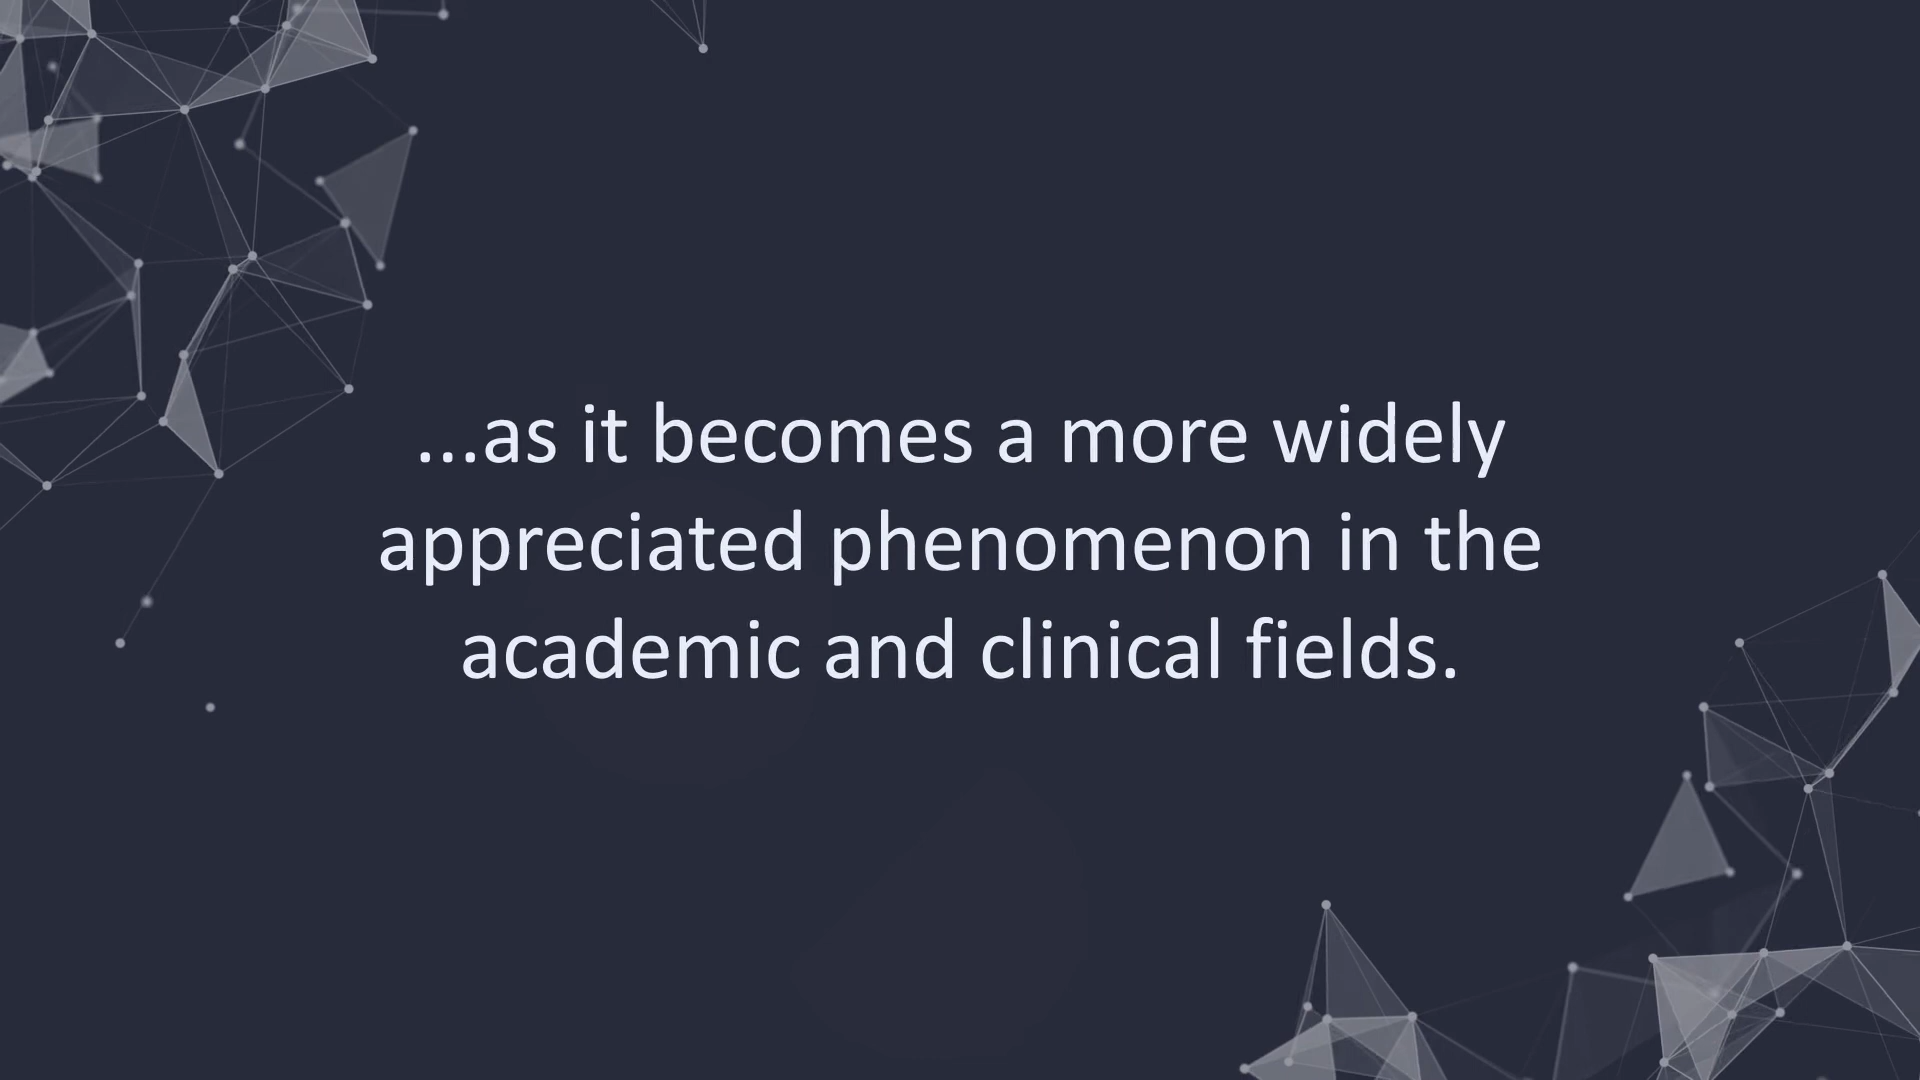 ...as it becomes a more widely
appreciated phenomenon in the
academic and clinical fields.